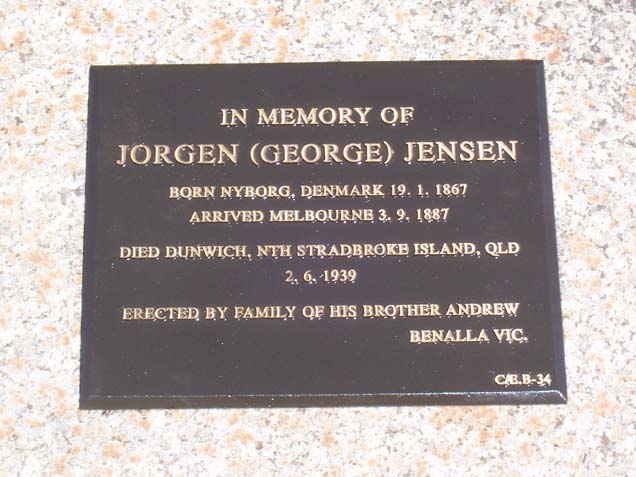 IN MEMORY OF
JORGEN (GEORGE) JENSEN
BORN NYBORG, DENMARK 19. 1. 1867
ARRIVED MELBOURNE 3. 9. 1887
DIED DUNWICH, NTH STRADBROKE ISLAND, QLD
2. 6. 1939
ERECTED BY FAMILY OF HIS BROTHER ANDREW
BENALLA VIC.
C/E.B-34